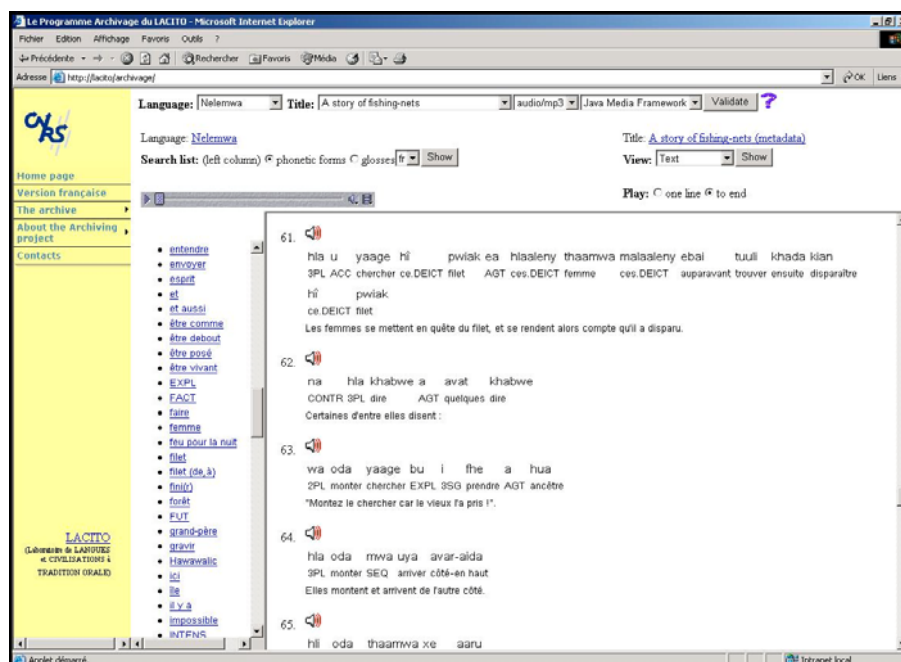 Le Programme Archivage du LACITO - Microsoft Internet Explorer
Fichier Edition Affichage Favoris Outils ?
Précédente Rechercher Favoris Média
Adresse http://lacito/archivage/ OK Liens
CNRS
Home page
Version française
The archive
About the Archiving project
Contacts
LACITO
(Laboratoire de LANGUES
et CIVILISATIONS à
TRADITION ORALE)
Language: Nelemwa Title: A story of fishing-nets audio/mp3 Java Media Framework Validate ?
Language: Nelemwa Title: A story of fishing-nets (metadata)
Search list: (left column) phonetic forms glosses fr Show View: Text Show
Play: one line to end
entendre
envoyer
esprit
et
et aussi
être comme
être debout
être posé
être vivant
EXPL
FACT
faire
femme
feu pour la nuit
filet
filet (de,à)
fini(r)
forêt
FUT
grand-père
gravir
Hawawalic
ici
île
il y a
impossible
INTENS
61.
hla u yaage hî pwiak ea hlaaleny thaamwa malaaleny ebai tuuli khada kian
3PL ACC chercher ce.DEICT filet AGT ces.DEICT femme ces.DEICT auparavant trouver ensuite disparaître
hî pwiak
ce.DEICT filet
Les femmes se mettent en quête du filet, et se rendent alors compte qu'il a disparu.
62.
na hla khabwe a avat khabwe
CONTR 3PL dire AGT quelques dire
Certaines d'entre elles disent :
63.
wa oda yaage bu i fhe a hua
2PL monter chercher EXPL 3SG prendre AGT ancêtre
"Montez le chercher car le vieux l'a pris !".
64.
hla oda mwa uya avar-aida
3PL monter SEQ arriver côté-en haut
Elles montent et arrivent de l'autre côté.
65.
hli oda thaamwa xe aaru
Applet démarré Intranet local